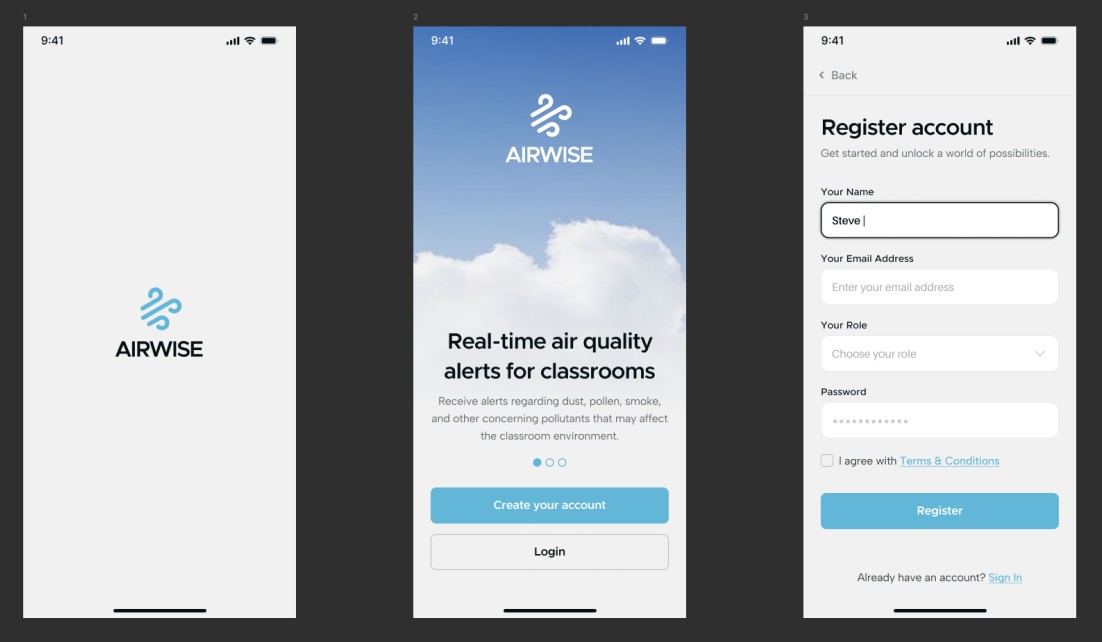 1
9:41
AIRWISE
2
9:41
AIRWISE
Real-time air quality
alerts for classrooms
Receive alerts regarding dust, pollen, smoke,
and other concerning pollutants that may affect
the classroom environment.
Create your account
Login
3
9:41
Back
Register account
Get started and unlock a world of possibilities.
Your Name
Steve
Your Email Address
Enter your email address
Your Role
Choose your role
Password
************
I agree with Terms & Conditions
Register
Already have an account? Sign In